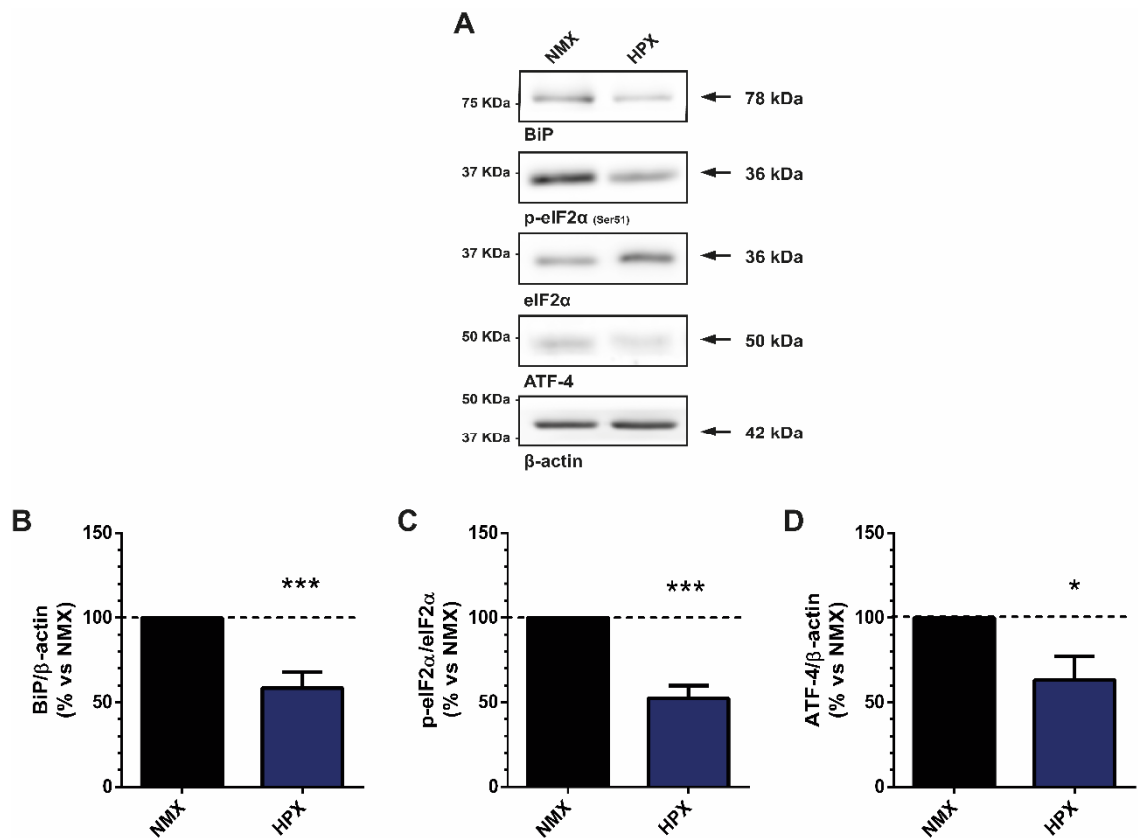 A
NMX HPX
75 KDa 78 kDa
BiP
37 KDa 36 kDa
p-eIF2α (Ser51)
37 KDa 36 kDa
eIF2α
50 KDa 50 kDa
ATF-4
50 KDa
37 KDa 42 kDa
β-actin
B
BiP/β-actin
(% vs NMX)
150
***
100
50
0
NMX HPX
C
p-eIF2α/eIF2α
(% vs NMX)
150
***
100
50
0
NMX HPX
D
ATF-4/β-actin
(% vs NMX)
150
*
100
50
0
NMX HPX